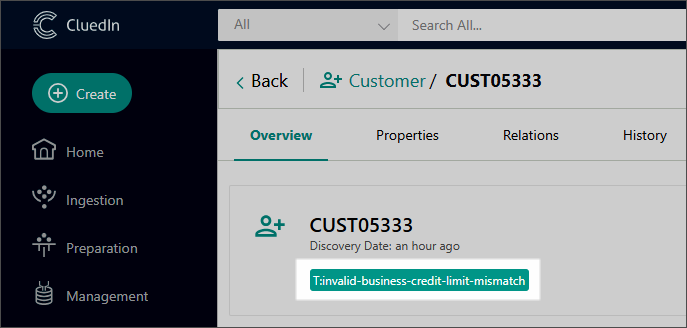 CluedIn
All
Search All...
Create
Home
Ingestion
Preparation
Management
Back
Customer / CUST05333
Overview
Properties
Relations
History
CUST05333
Discovery Date: an hour ago
T:invalid-business-credit-limit-mismatch